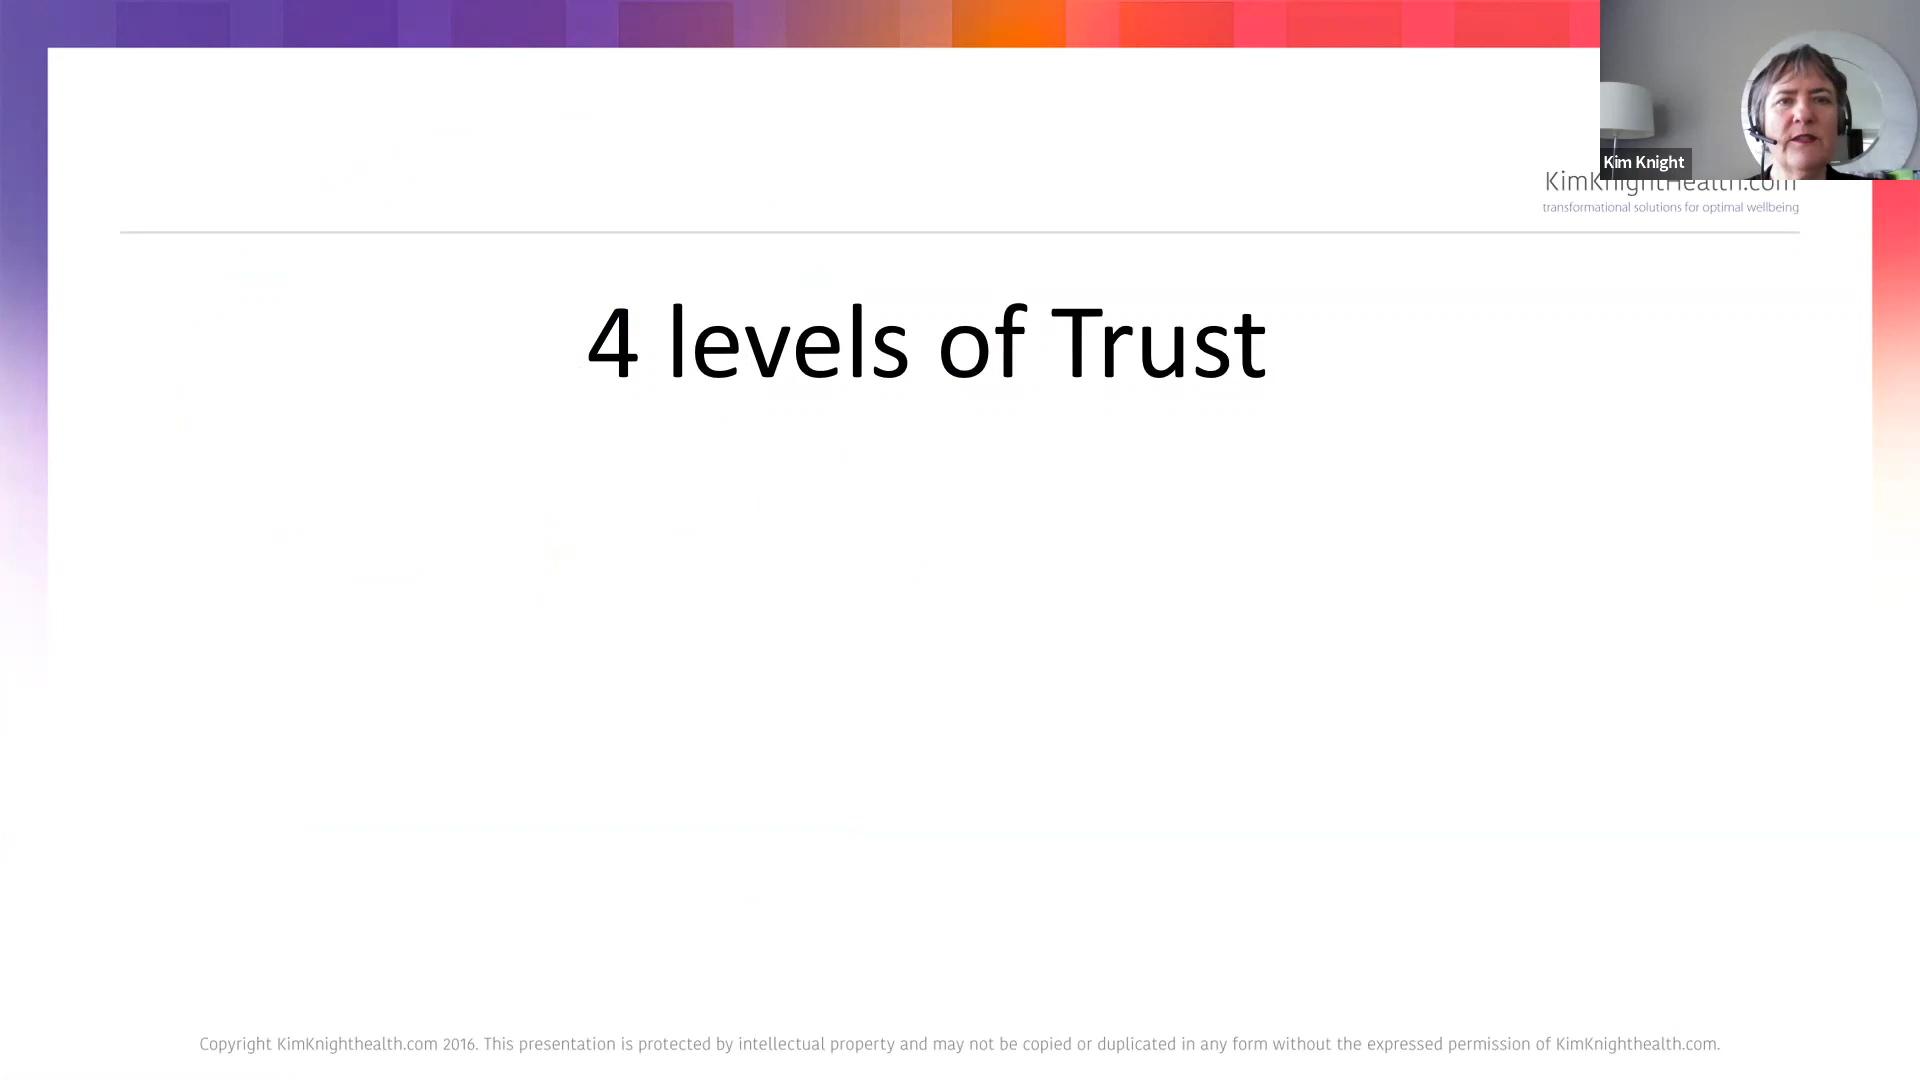 Kim Knight
KimKnightHealth.com
transformational solutions for optimal wellbeing
4 levels of Trust
Copyright KimKnighthealth.com 2016. This presentation is protected by intellectual property and may not be copied or duplicated in any form without the expressed permission of KimKnighthealth.com.